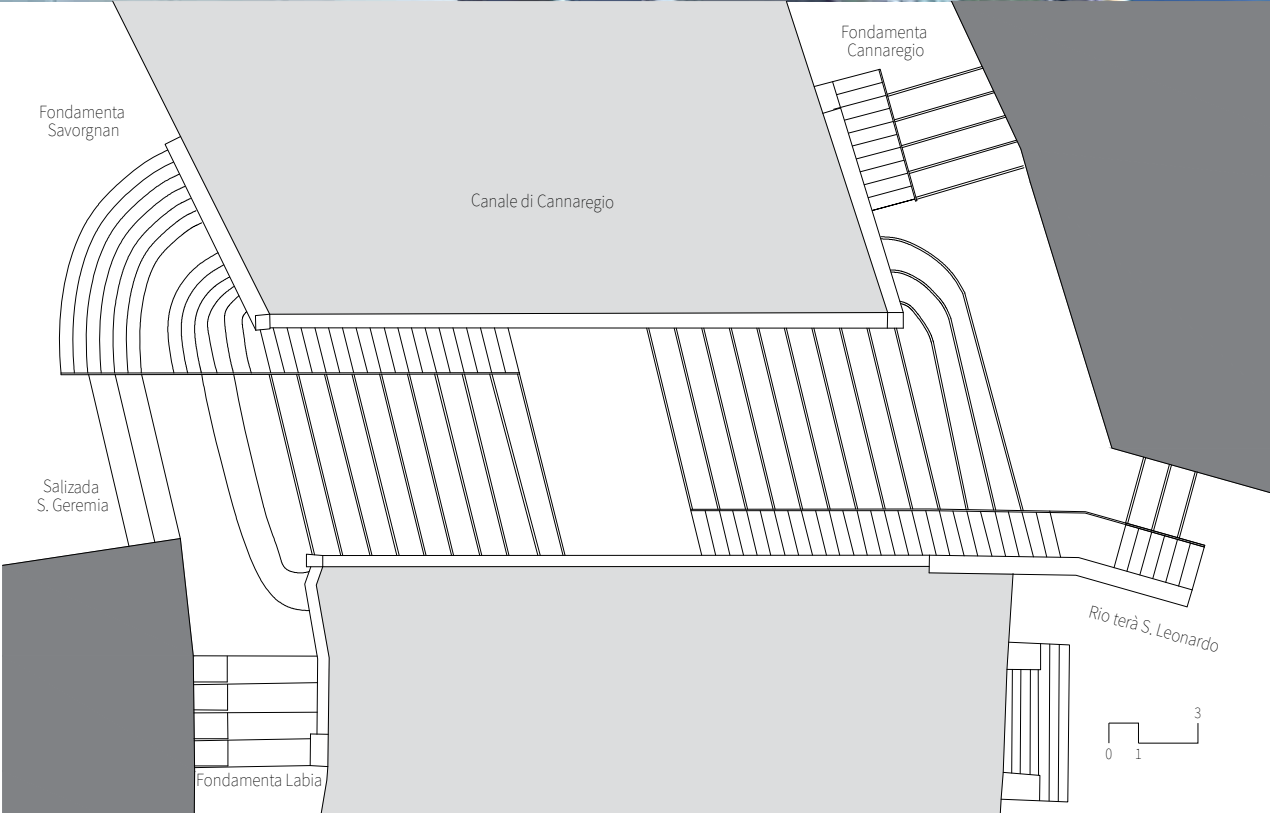 Fondamenta
Cannaregio
Fondamenta
Savorgnan
Canale di Cannaregio
Salizada
S. Geremia
Rio terà S. Leonardo
3
0 1
Fondamenta Labia